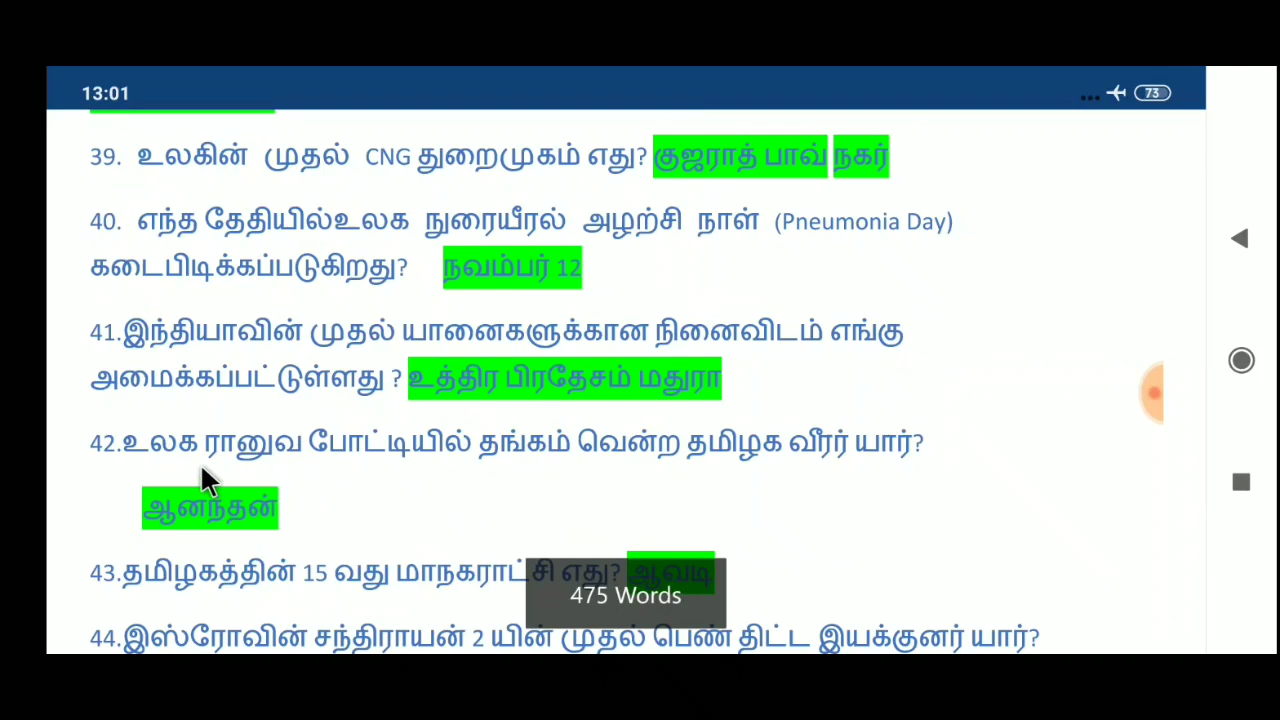 13:01
73
39. உலகின் முதல் CNG துறைமுகம் எது? குஜராத் பாவ் நகர்
40. எந்த தேதியில்உலக நுரையீரல் அழற்சி நாள் (Pneumonia Day)
கடைபிடிக்கப்படுகிறது? நவம்பர் 12
41.இந்தியாவின் முதல் யானைகளுக்கான நினைவிடம் எங்கு
அமைக்கப்பட்டுள்ளது ? உத்திர பிரதேசம் மதுரா
42.உலக ரானுவ போட்டியில் தங்கம் வென்ற தமிழக வீரர் யார்?
ஆனந்தன்
43.தமிழகத்தின் 15 வது மாநகராட்சி எது? ஆவடி
475 Words
44.இஸ்ரோவின் சந்திராயன் 2 யின் முதல் பெண் திட்ட இயக்குனர் யார்?